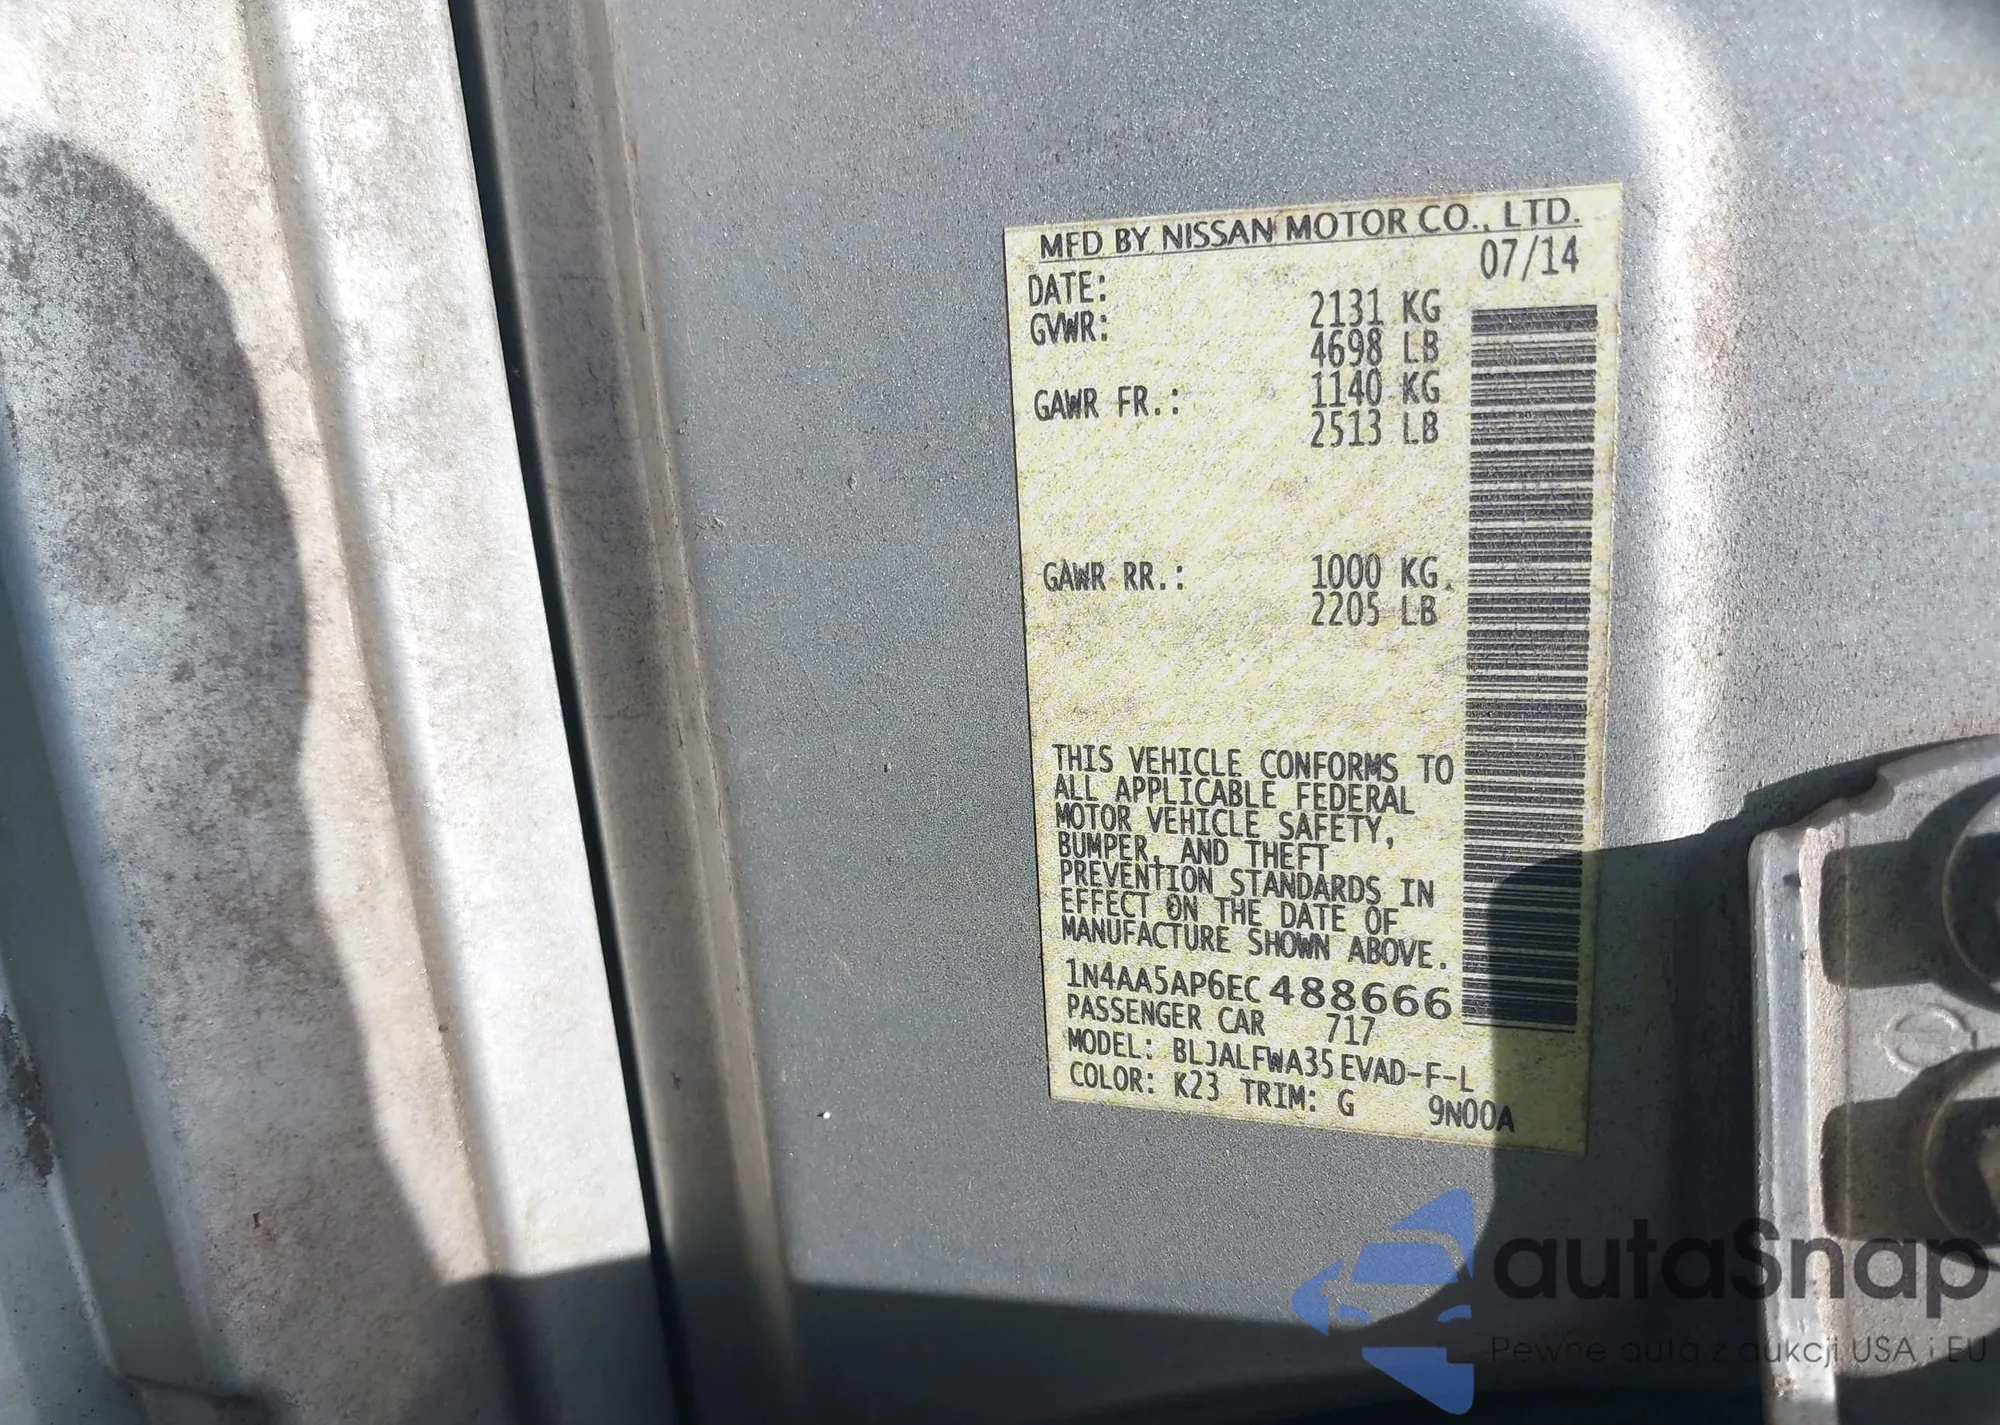 MFD BY NISSAN MOTOR CO., LTD.
DATE: 07/14
GVWR: 2131 KG
4698 LB
GAWR FR.: 1140 KG
2513 LB
GAWR RR.: 1000 KG
2205 LB
THIS VEHICLE CONFORMS TO
ALL APPLICABLE FEDERAL
MOTOR VEHICLE SAFETY,
BUMPER, AND THEFT
PREVENTION STANDARDS IN
EFFECT ON THE DATE OF
MANUFACTURE SHOWN ABOVE.
1N4AA5AP6EC488666
PASSENGER CAR 717
MODEL: BLJALFWA35EVAD-F-L
COLOR: K23 TRIM: G 9N00A
autaSnap
Pewne auta z aukcji USA i EU